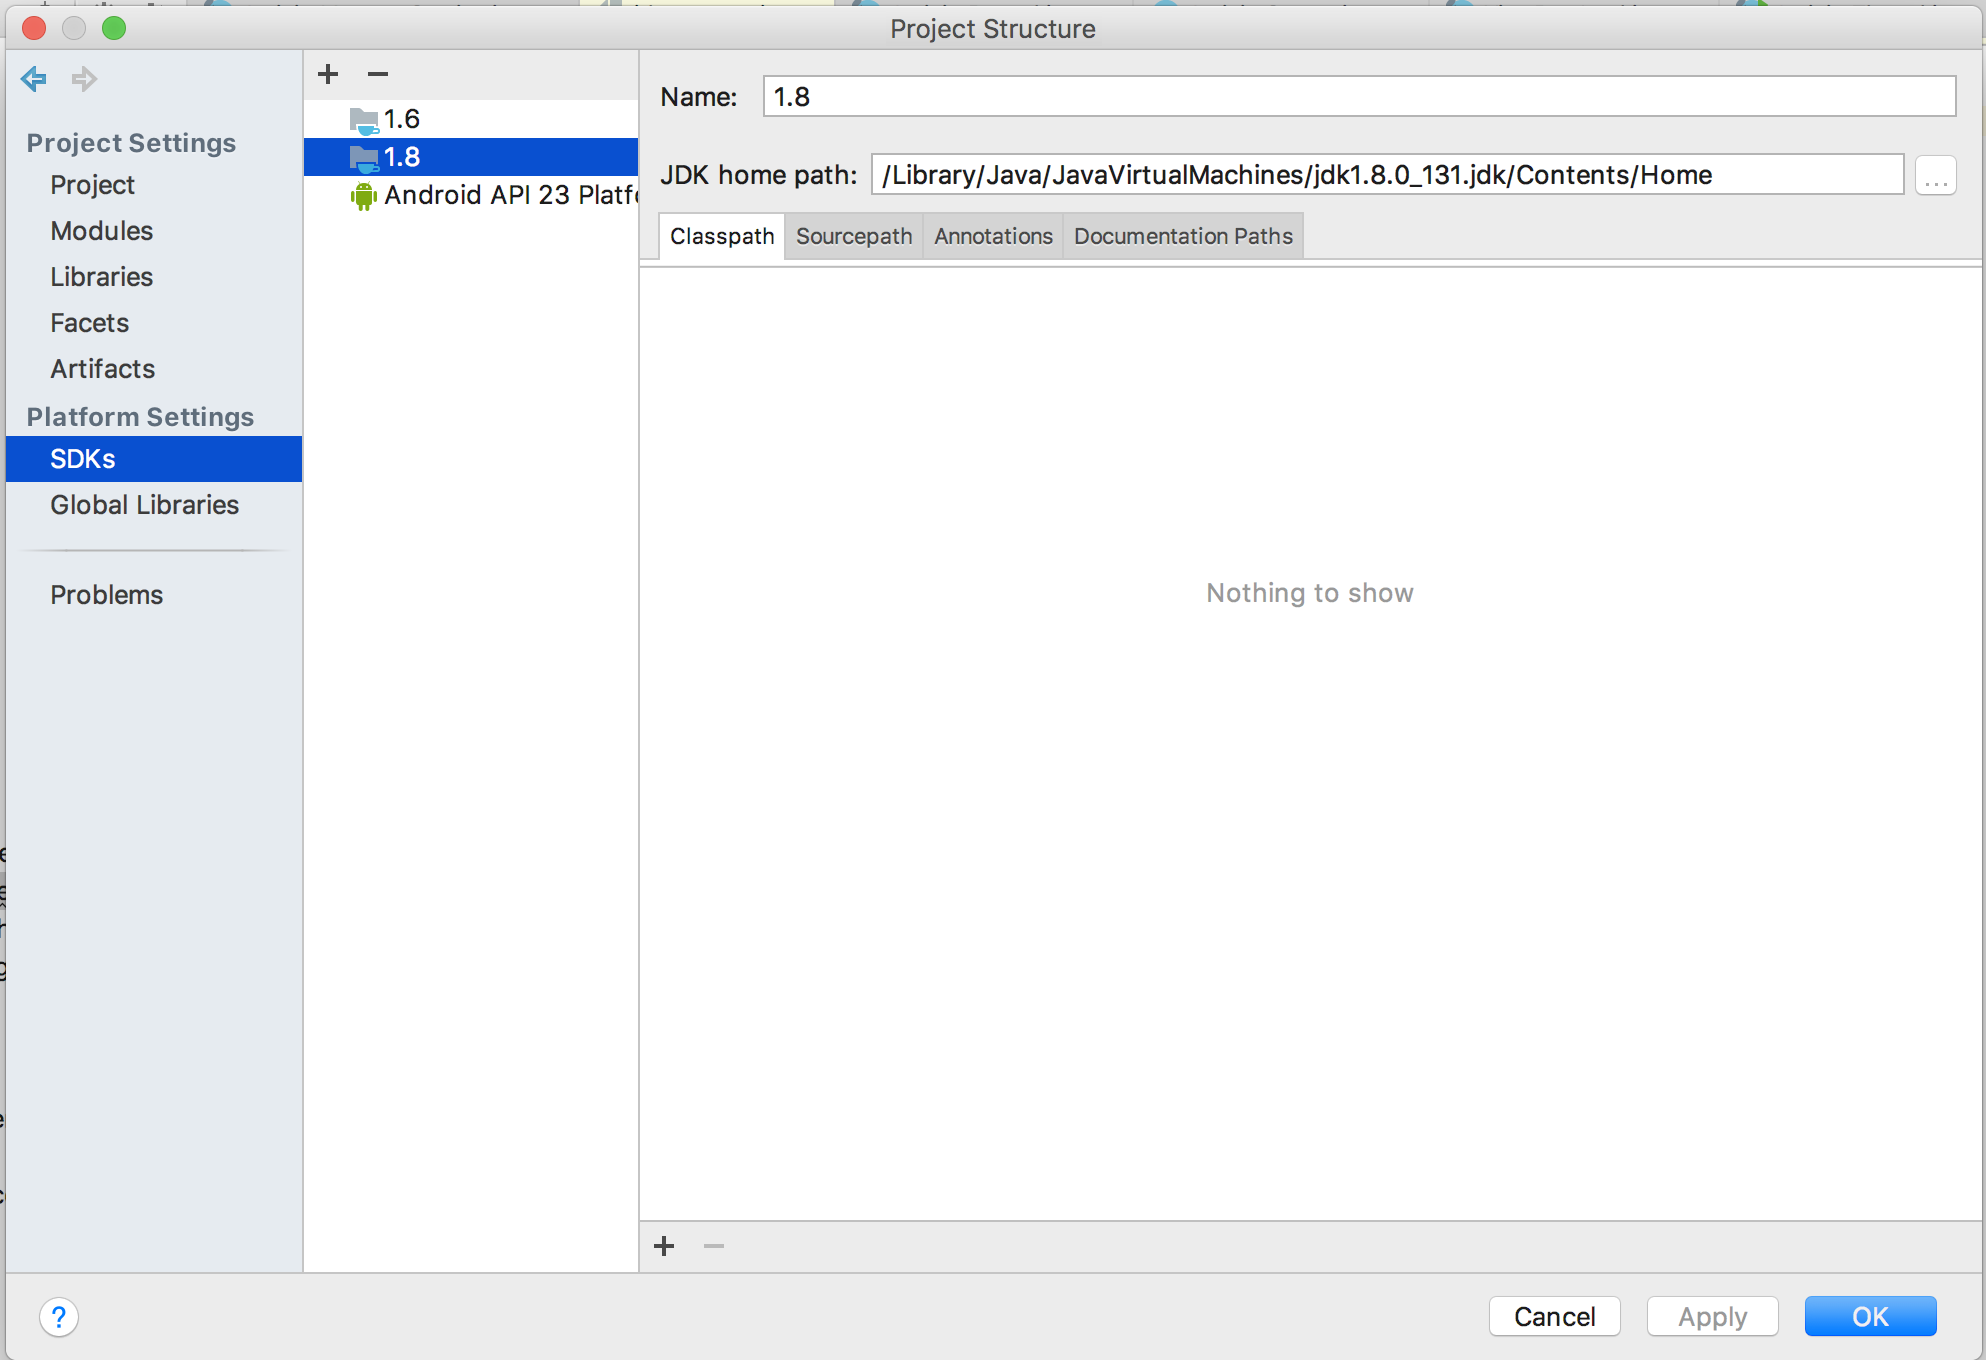 Project Structure
Project Settings
Project
Modules
Libraries
Facets
Artifacts
Platform Settings
SDKs
Global Libraries
Problems
1.6
1.8
Android API 23
Name: 1.8
JDK home path: /Library/Java/JavaVirtualMachines/jdk1.8.0_131.jdk/Contents/Home
...
Classpath Sourcepath Annotations Documentation Paths
Nothing to show
?
Cancel Apply OK